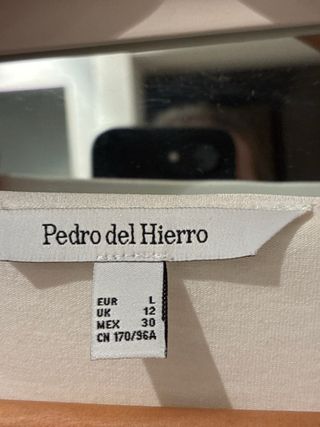 Pedro del Hierro
EUR L
UK 12
MEX 30
CN 170/96A